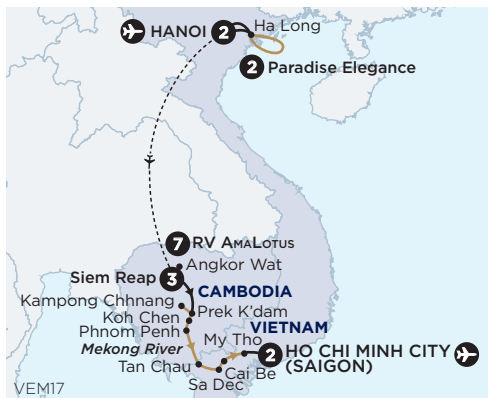 HANOI 2 Ha Long
2 Paradise Elegance
7 RV AMALOTUS
Angkor Wat
Siem Reap 3
Kampong Chhnang
CAMBODIA
Koh Chen
Prek K'dam
Phnom Penh
VIETNAM
Mekong River
My Tho
2 HO CHI MINH CITY
(SAIGON)
Tan Chau
Cai Be
Sa Dec
VEM17